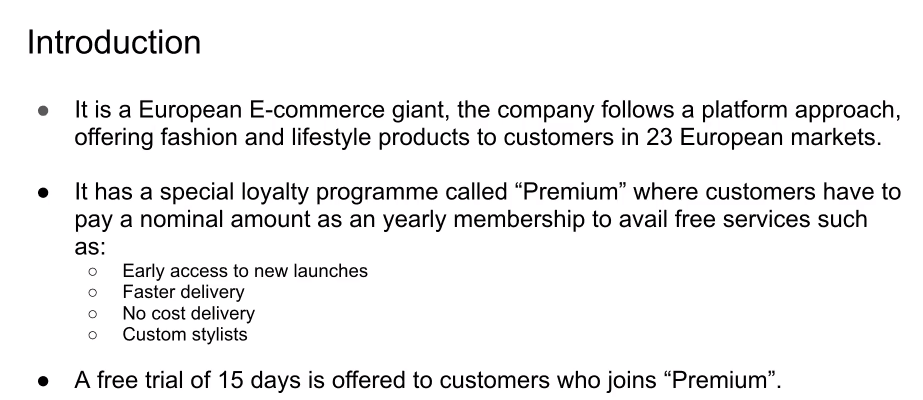 Introduction
● It is a European E-commerce giant, the company follows a platform approach,
offering fashion and lifestyle products to customers in 23 European markets.
● It has a special loyalty programme called “Premium” where customers have to
pay a nominal amount as an yearly membership to avail free services such
as:
○ Early access to new launches
○ Faster delivery
○ No cost delivery
○ Custom stylists
● A free trial of 15 days is offered to customers who joins “Premium”.